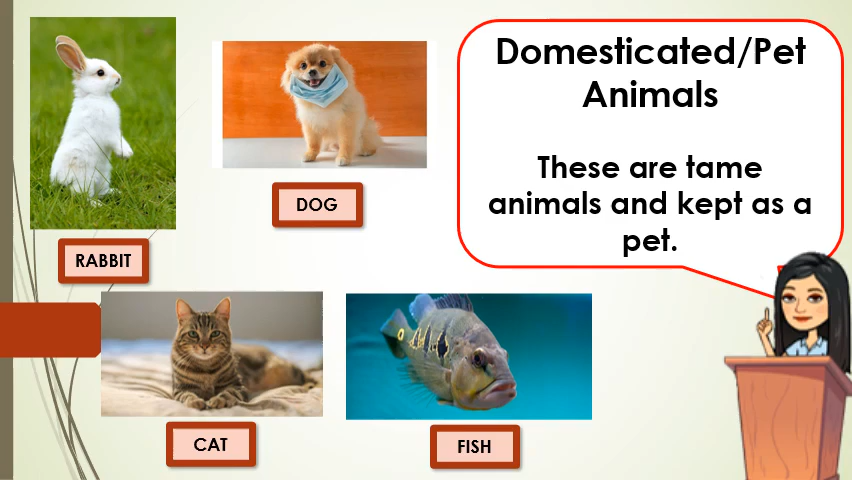 Domesticated/Pet
Animals
These are tame
animals and kept as a
pet.
DOG
RABBIT
CAT
FISH